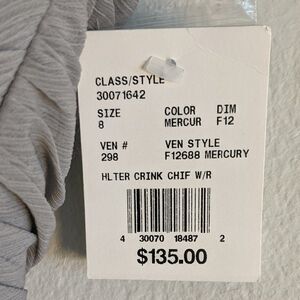 CLASS/STYLE
30071642
SIZE COLOR DIM
8 MERCUR F12
VEN # VEN STYLE
298 F12688 MERCURY
HLTER CRINK CHIF W/R
4 30070 18487 2
$135.00